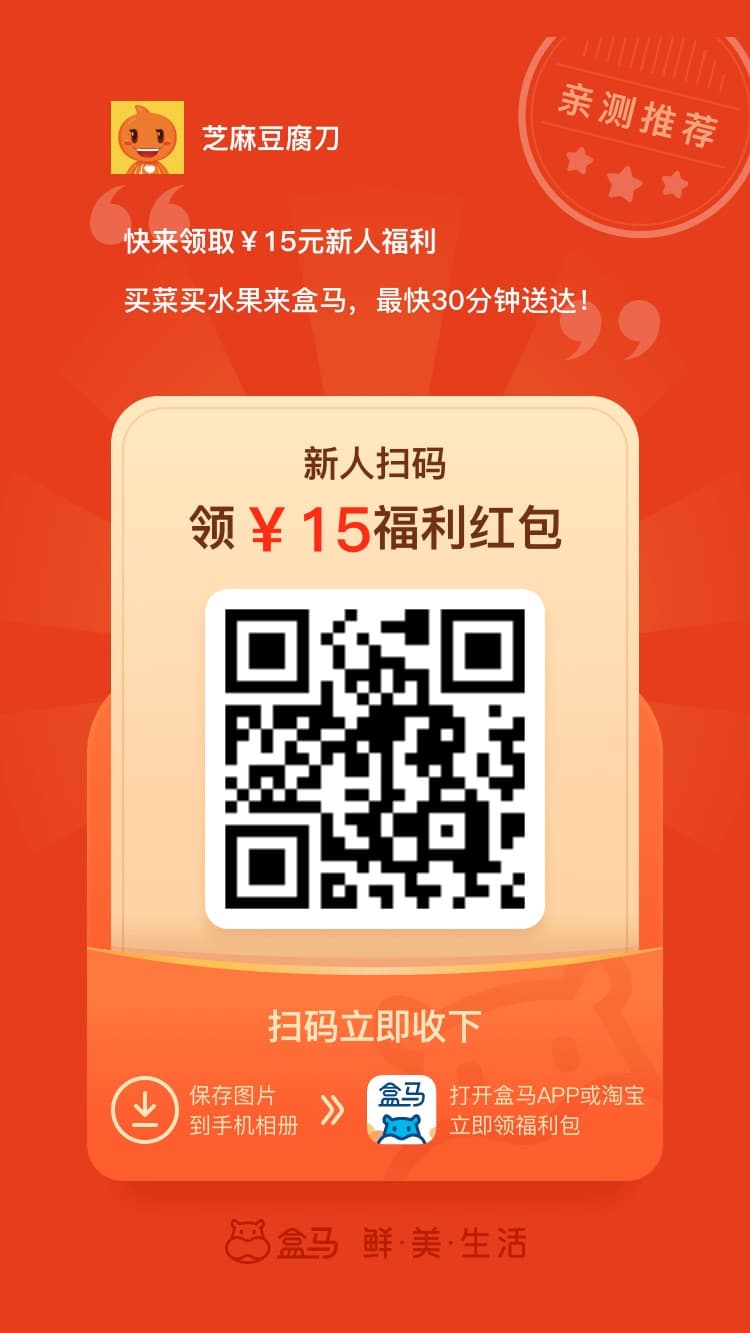 亲测推荐
芝麻豆腐刀
快来领取￥15元新人福利
买菜买水果来盒马，最快30分钟送达！
新人扫码
领￥15福利红包
扫码立即收下
保存图片
到手机相册
盒马
打开盒马APP或淘宝
立即领福利包
盒马 鲜·美·生活